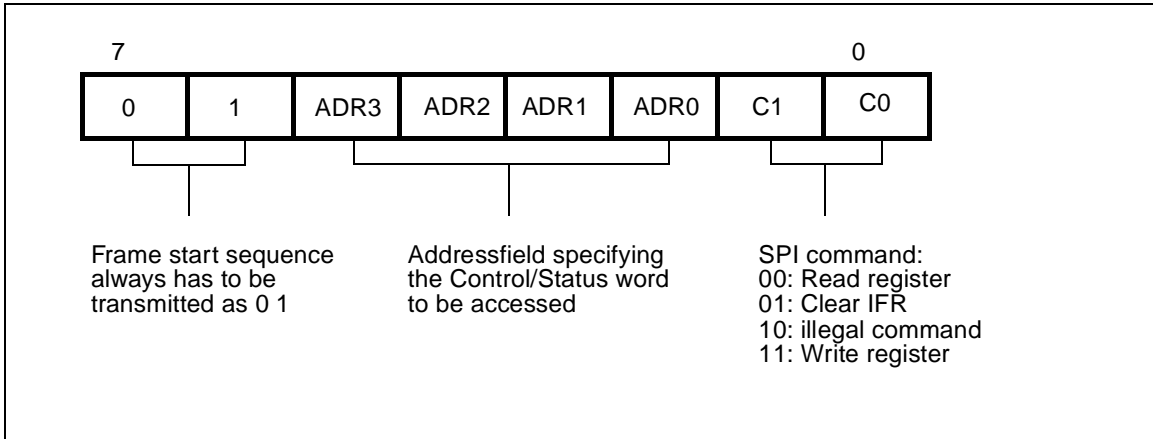 7 0
0 1 ADR3 ADR2 ADR1 ADR0 C1 C0
Frame start sequence
always has to be
transmitted as 0 1
Addressfield specifying
the Control/Status word
to be accessed
SPI command:
00: Read register
01: Clear IFR
10: illegal command
11: Write register